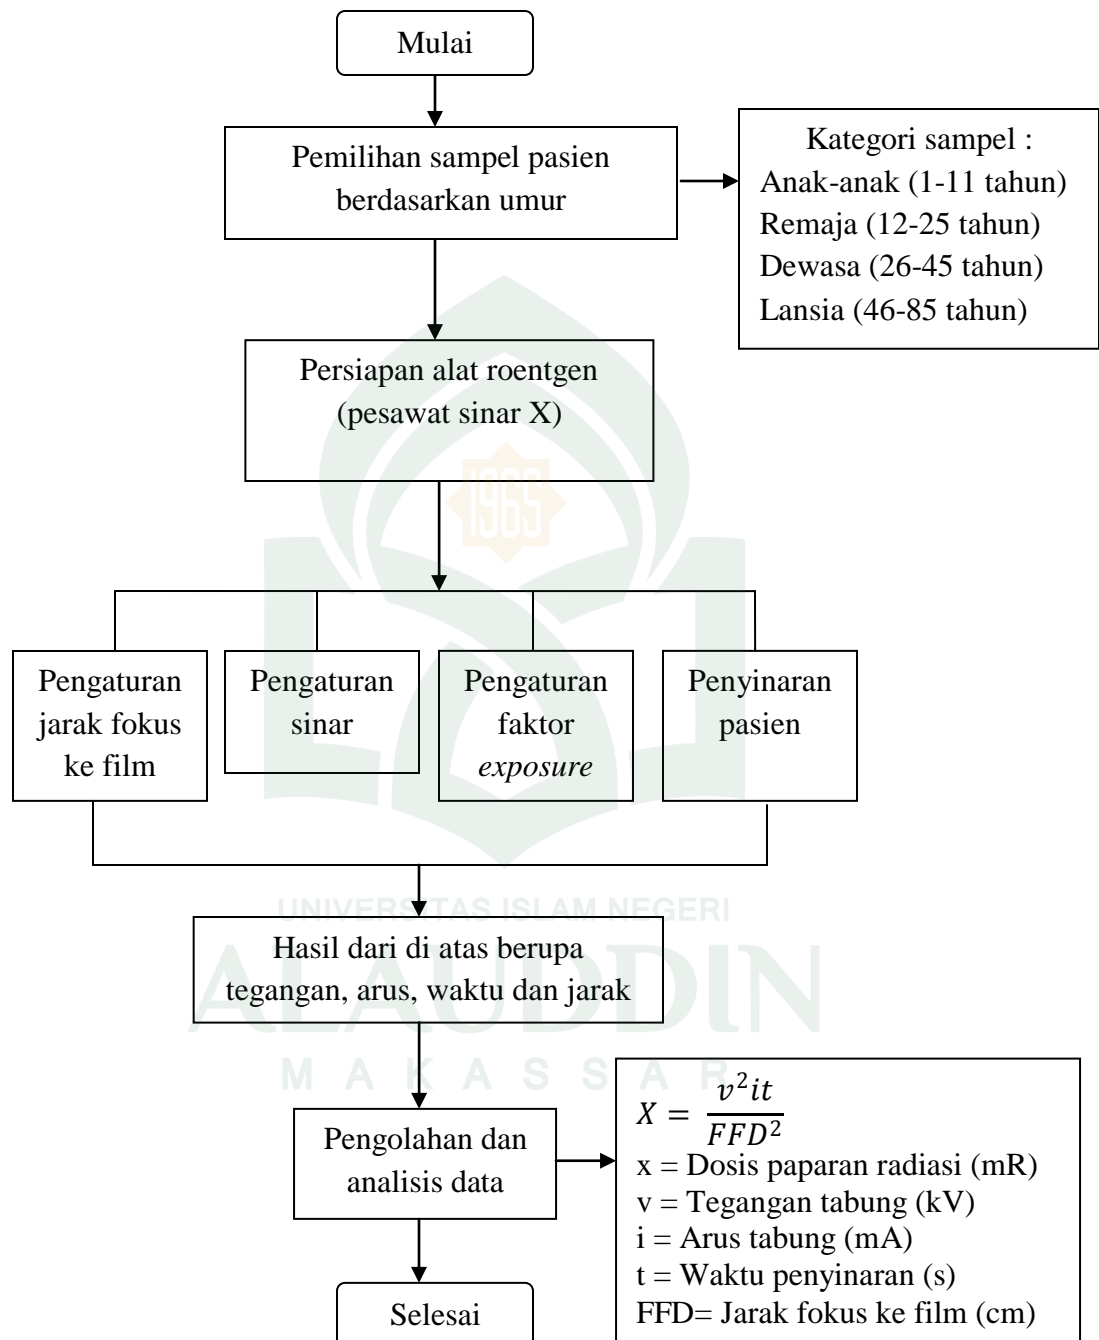 Mulai
Pemilihan sampel pasien
berdasarkan umur
Kategori sampel :
Anak-anak (1-11 tahun)
Remaja (12-25 tahun)
Dewasa (26-45 tahun)
Lansia (46-85 tahun)
Persiapan alat roentgen
(pesawat sinar X)
1965
Pengaturan
jarak fokus
ke film
Pengaturan
sinar
Pengaturan
faktor
exposure
Penyinaran
pasien
UNIVERSITAS ISLAM NEGERI
Hasil dari di atas berupa
tegangan, arus, waktu dan jarak
ALAUDDIN
MAKASSAR
Pengolahan dan
analisis data
X = v²it / FFD²
x = Dosis paparan radiasi (mR)
v = Tegangan tabung (kV)
i = Arus tabung (mA)
t = Waktu penyinaran (s)
FFD= Jarak fokus ke film (cm)
Selesai